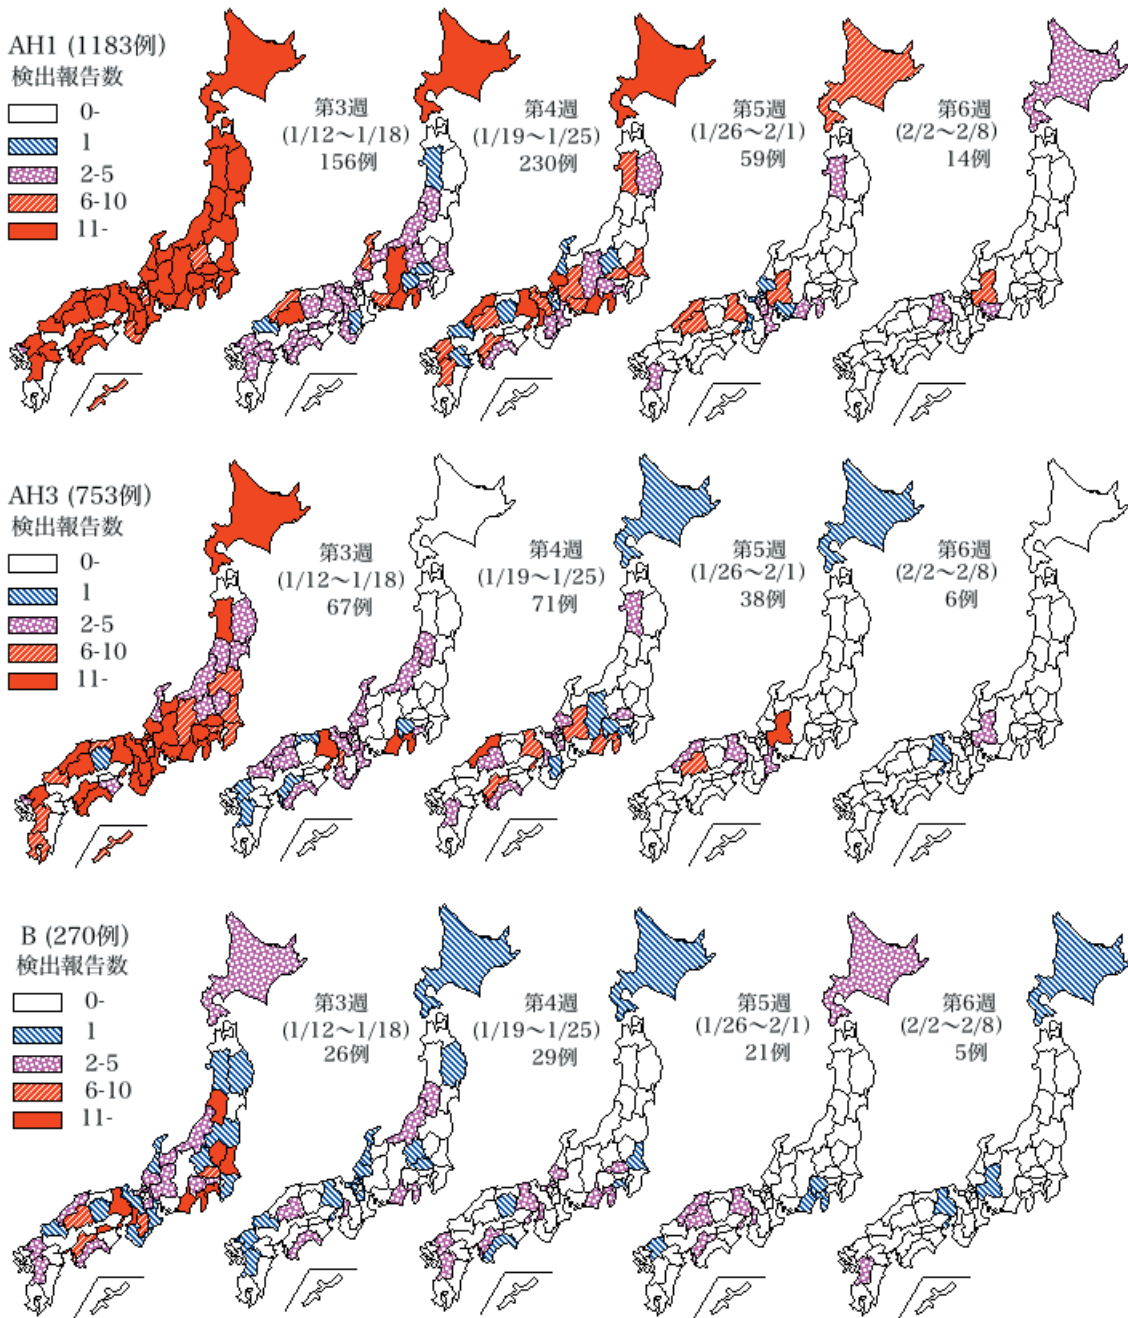 AH1 (1183例)
検出報告数
0-
1
2-5
6-10
11-
第3週
(1/12～1/18)
156例
第4週
(1/19～1/25)
230例
第5週
(1/26～2/1)
59例
第6週
(2/2～2/8)
14例
AH3 (753例)
検出報告数
0-
1
2-5
6-10
11-
第3週
(1/12～1/18)
67例
第4週
(1/19～1/25)
71例
第5週
(1/26～2/1)
38例
第6週
(2/2～2/8)
6例
B (270例)
検出報告数
0-
1
2-5
6-10
11-
第3週
(1/12～1/18)
26例
第4週
(1/19～1/25)
29例
第5週
(1/26～2/1)
21例
第6週
(2/2～2/8)
5例